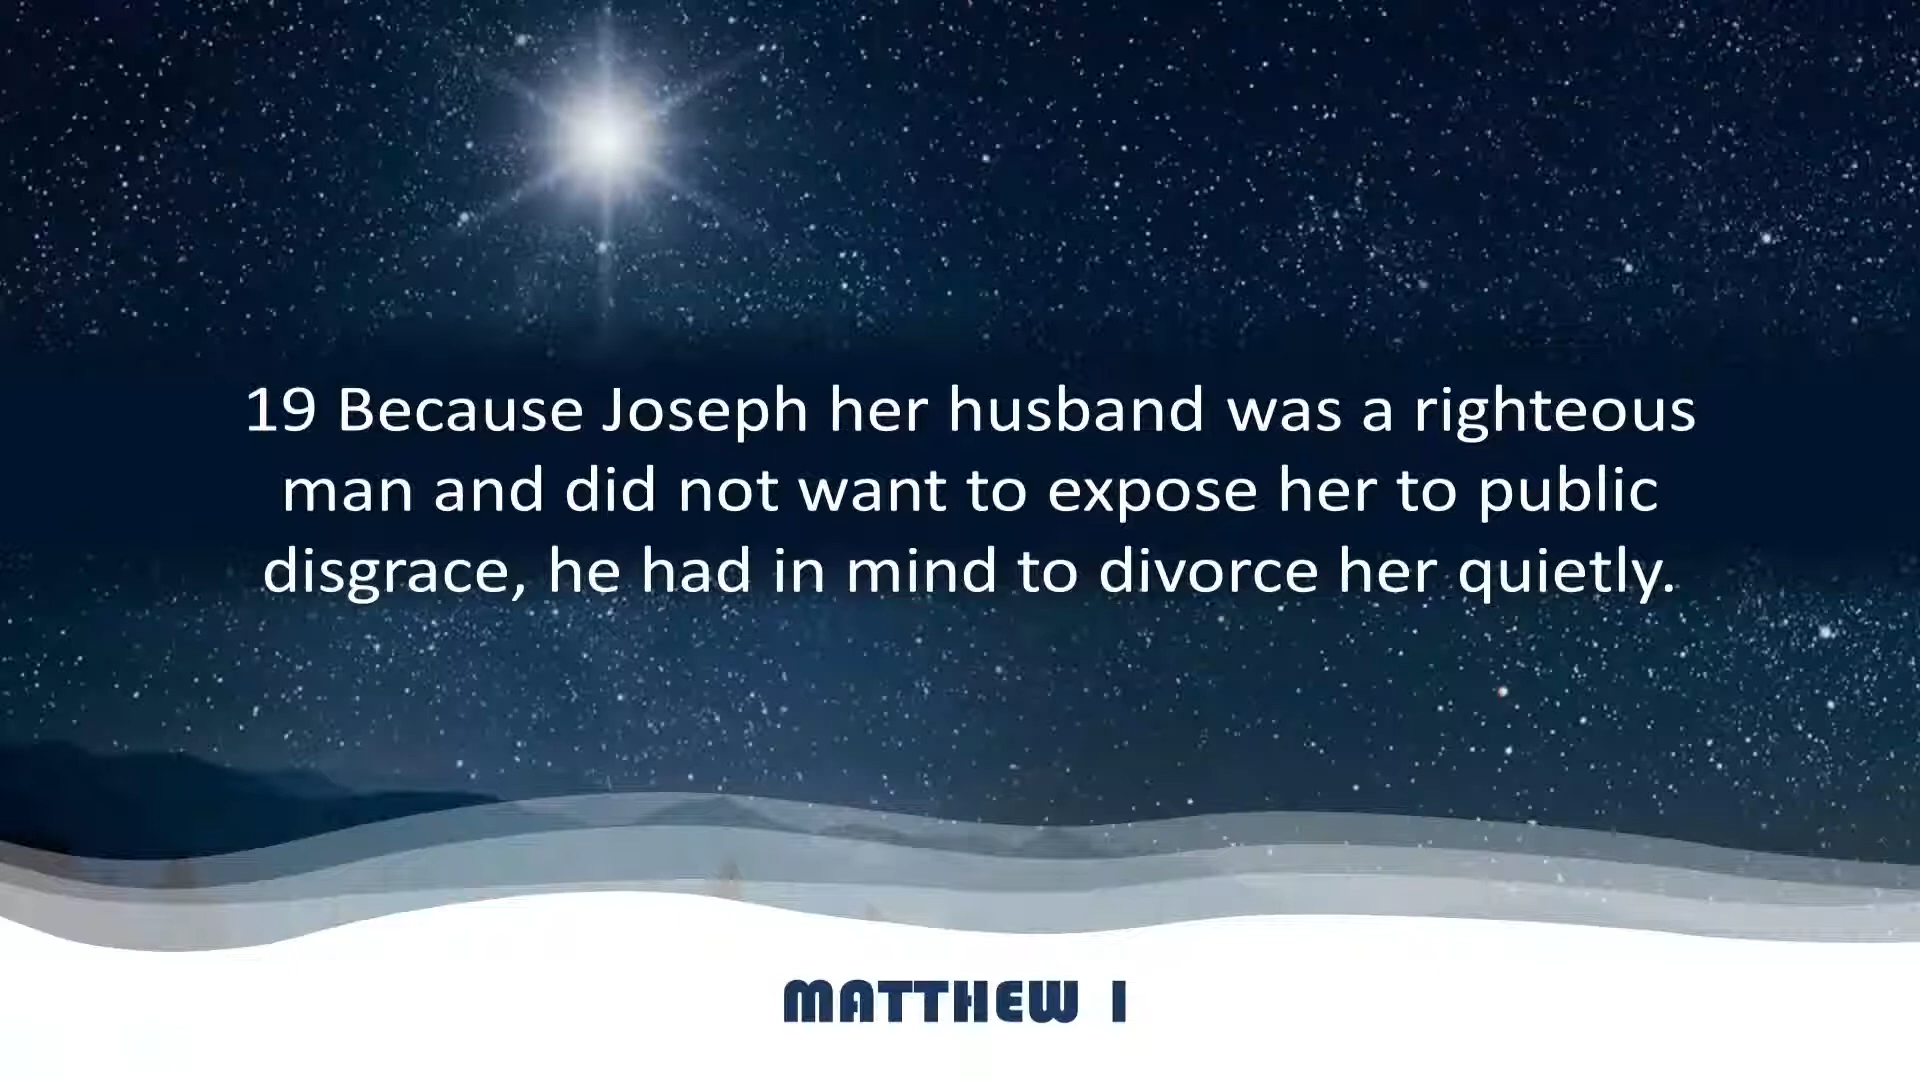 19 Because Joseph her husband was a righteous
man and did not want to expose her to public
disgrace, he had in mind to divorce her quietly.
MATTHEW 1